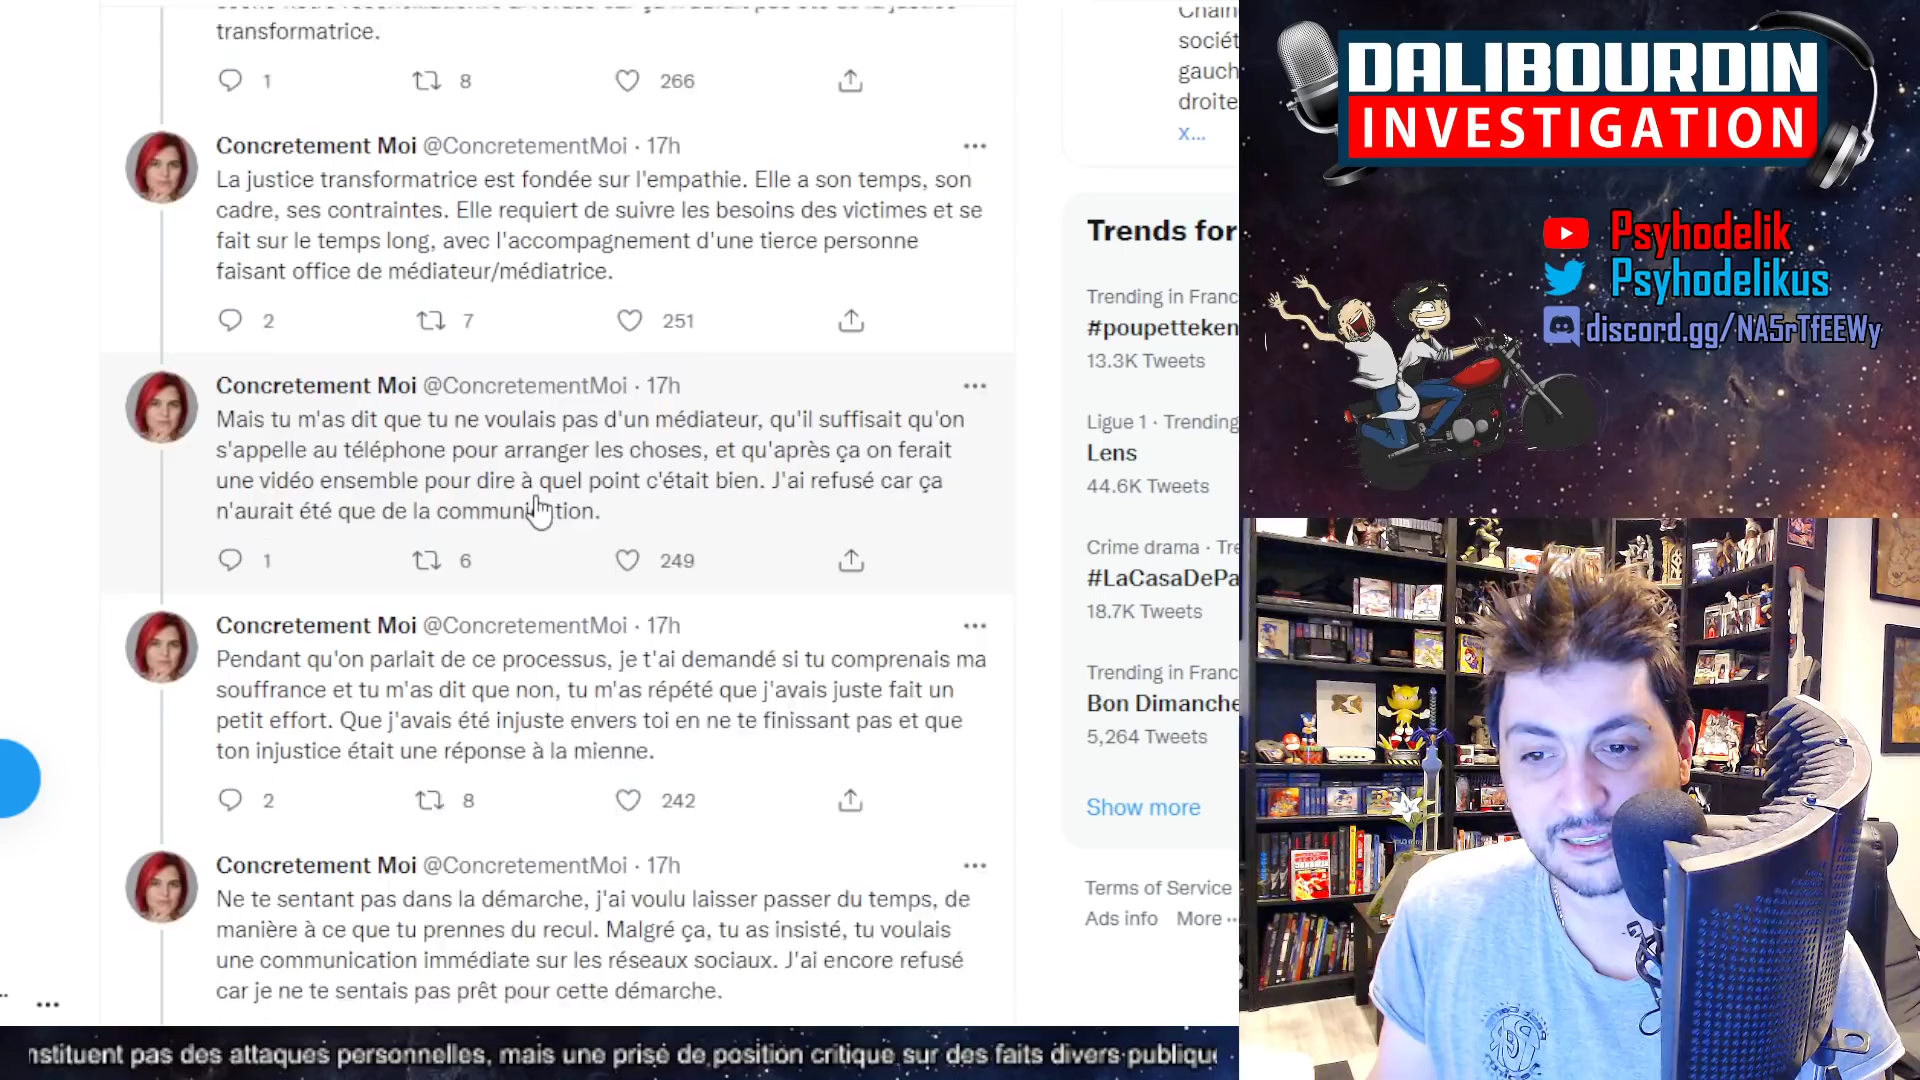 transformatrice.
1 8 266
Concretement Moi @ConcretementMoi · 17h
La justice transformatrice est fondée sur l'empathie. Elle a son temps, son
cadre, ses contraintes. Elle requiert de suivre les besoins des victimes et se
fait sur le temps long, avec l'accompagnement d'une tierce personne
faisant office de médiateur/médiatrice.
2 7 251
Concretement Moi @ConcretementMoi · 17h
Mais tu m'as dit que tu ne voulais pas d'un médiateur, qu'il suffisait qu'on
s'appelle au téléphone pour arranger les choses, et qu'après ça on ferait
une vidéo ensemble pour dire à quel point c'était bien. J'ai refusé car ça
n'aurait été que de la communication.
1 6 249
Concretement Moi @ConcretementMoi · 17h
Pendant qu'on parlait de ce processus, je t'ai demandé si tu comprenais ma
souffrance et tu m'as dit que non, tu m'as répété que j'avais juste fait un
petit effort. Que j'avais été injuste envers toi en ne te finissant pas et que
ton injustice était une réponse à la mienne.
2 8 242
Concretement Moi @ConcretementMoi · 17h
Ne te sentant pas dans la démarche, j'ai voulu laisser passer du temps, de
manière à ce que tu prennes du recul. Malgré ça, tu as insisté, tu voulais
une communication immédiate sur les réseaux sociaux. J'ai encore refusé
car je ne te sentais pas prêt pour cette démarche.
sociét
gauch
droite
x...
Trends for
Trending in Franc
#poupetteken
13.3K Tweets
Ligue 1 · Trending
Lens
44.6K Tweets
Crime drama · Tre
#LaCasaDePa
18.7K Tweets
Trending in Franc
Bon Dimanche
5,264 Tweets
Show more
Terms of Service
Ads info More ··
DALIBOURDIN
INVESTIGATION
Psyhodelik
Psyhodelikus
discord.gg/NA5rTfEEWy
nstituent pas des attaques personnelles, mais une prise de position critique sur des faits divers publiqu